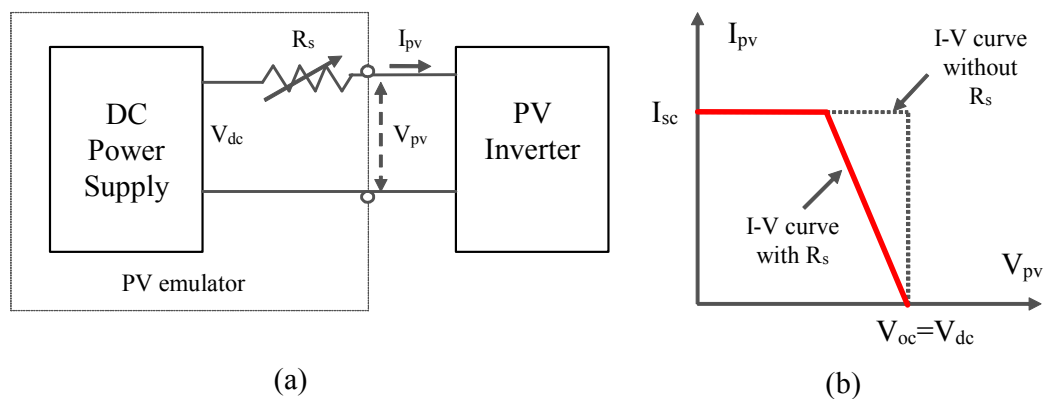 R_s
I_pv
DC
Power
Supply
V_dc
V_pv
PV
Inverter
PV emulator
(a)
I_pv
I-V curve
without
R_s
I_sc
I-V curve
with R_s
V_pv
V_oc=V_dc
(b)